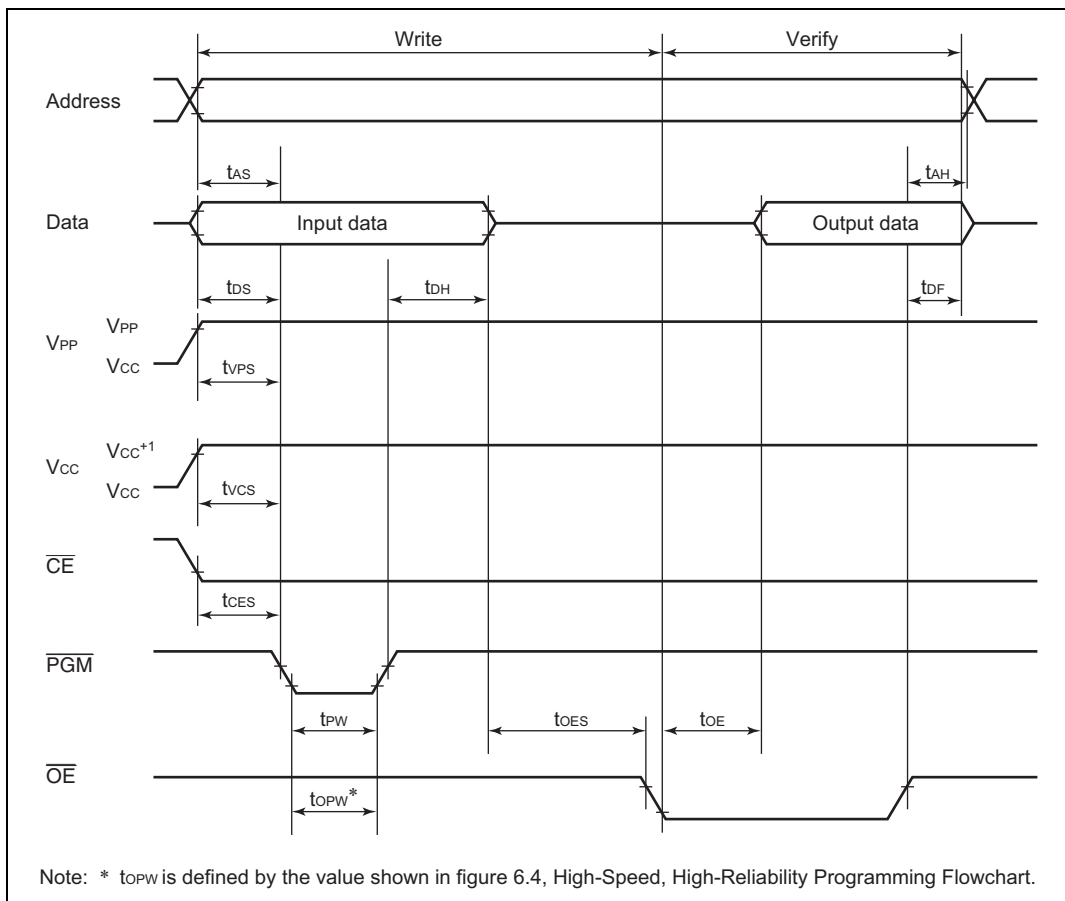 Write Verify
Address
tAS tAH
Data Input data Output data
tDS tDH tDF
VPP VPP
VCC
tVPS
VCC VCC+1
VCC
tVCS
CE
tCES
PGM
tPW tOES tOE
OE
tOPW*
Note: * tOPW is defined by the value shown in figure 6.4, High-Speed, High-Reliability Programming Flowchart.